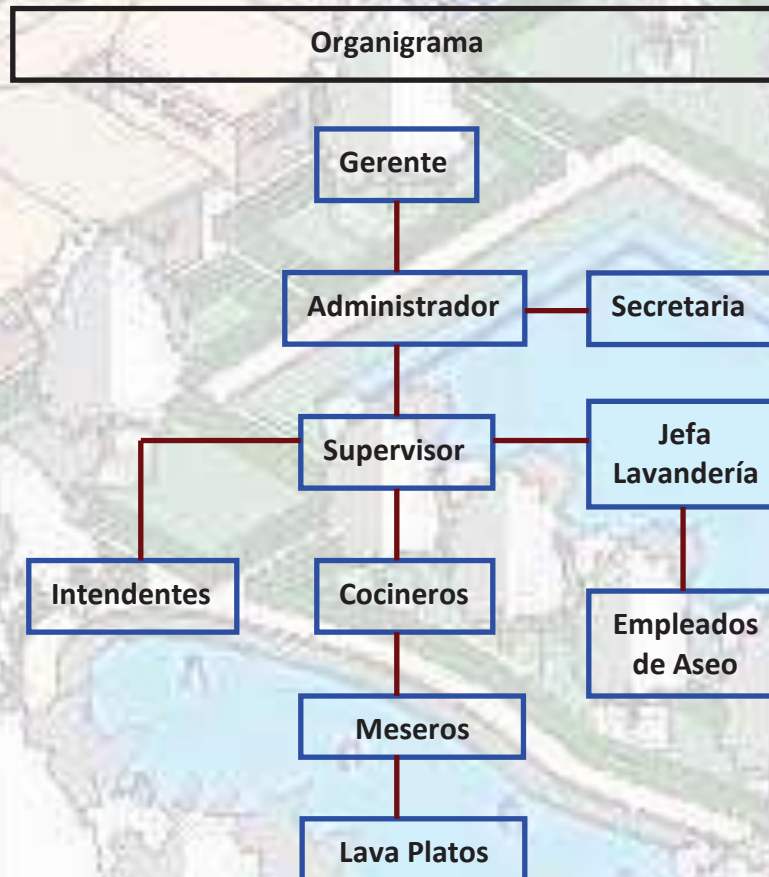 Organigrama
Gerente
Administrador
Secretaria
Supervisor
Jefa
Lavandería
Intendentes
Cocineros
Empleados
de Aseo
Meseros
Lava Platos